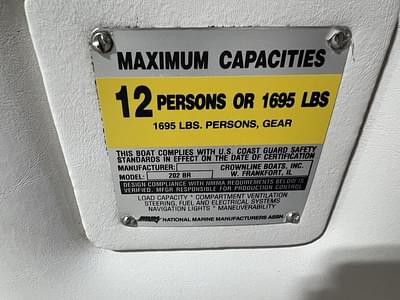 MAXIMUM CAPACITIES
12 PERSONS OR 1695 LBS
1695 LBS. PERSONS, GEAR
THIS BOAT COMPLIES WITH U.S. COAST GUARD SAFETY
STANDARDS IN EFFECT ON THE DATE OF CERTIFICATION
MANUFACTURER: CROWNLINE BOATS, INC.
MODEL: 202 BR W. FRANKFORT, IL
DESIGN COMPLIANCE WITH NMMA REQUIREMENTS BELOW IS
VERIFIED. MFGR RESPONSIBLE FOR PRODUCTION CONTROL
LOAD CAPACITY * COMPARTMENT VENTILATION
STEERING, FUEL AND ELECTRICAL SYSTEMS
NAVIGATION LIGHTS * MANEUVERABILITY
NMMA NATIONAL MARINE MANUFACTURERS ASSN.